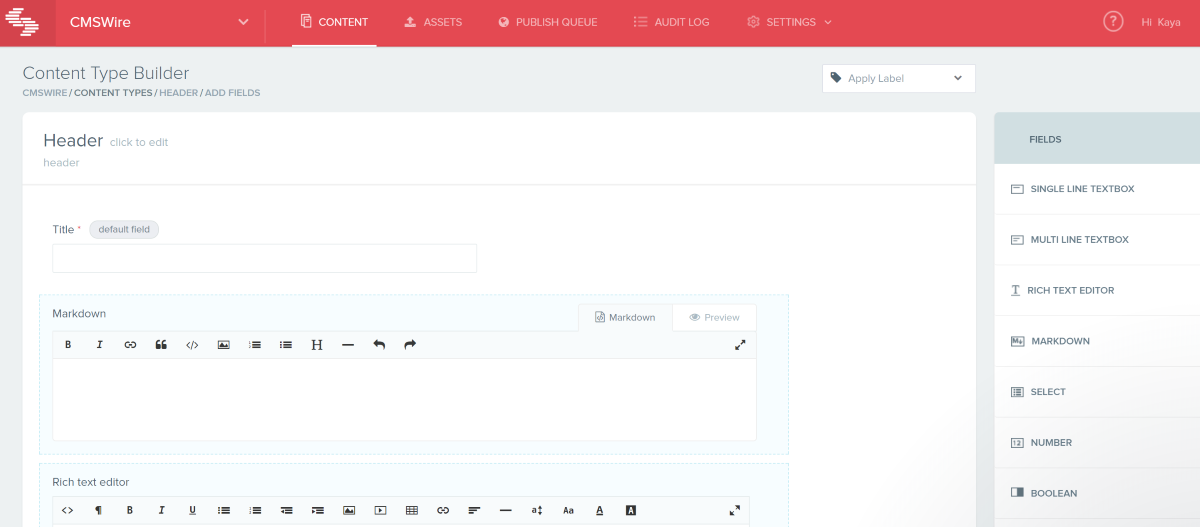 CMSWire
CONTENT
ASSETS
PUBLISH QUEUE
AUDIT LOG
SETTINGS
?
Hi Kaya
Content Type Builder
CMSWIRE / CONTENT TYPES / HEADER / ADD FIELDS
Apply Label
Header click to edit
header
Title * default field
Markdown
Markdown
Preview
B I H
Rich text editor
B I U Aa A A
FIELDS
SINGLE LINE TEXTBOX
MULTI LINE TEXTBOX
RICH TEXT EDITOR
MARKDOWN
SELECT
NUMBER
BOOLEAN